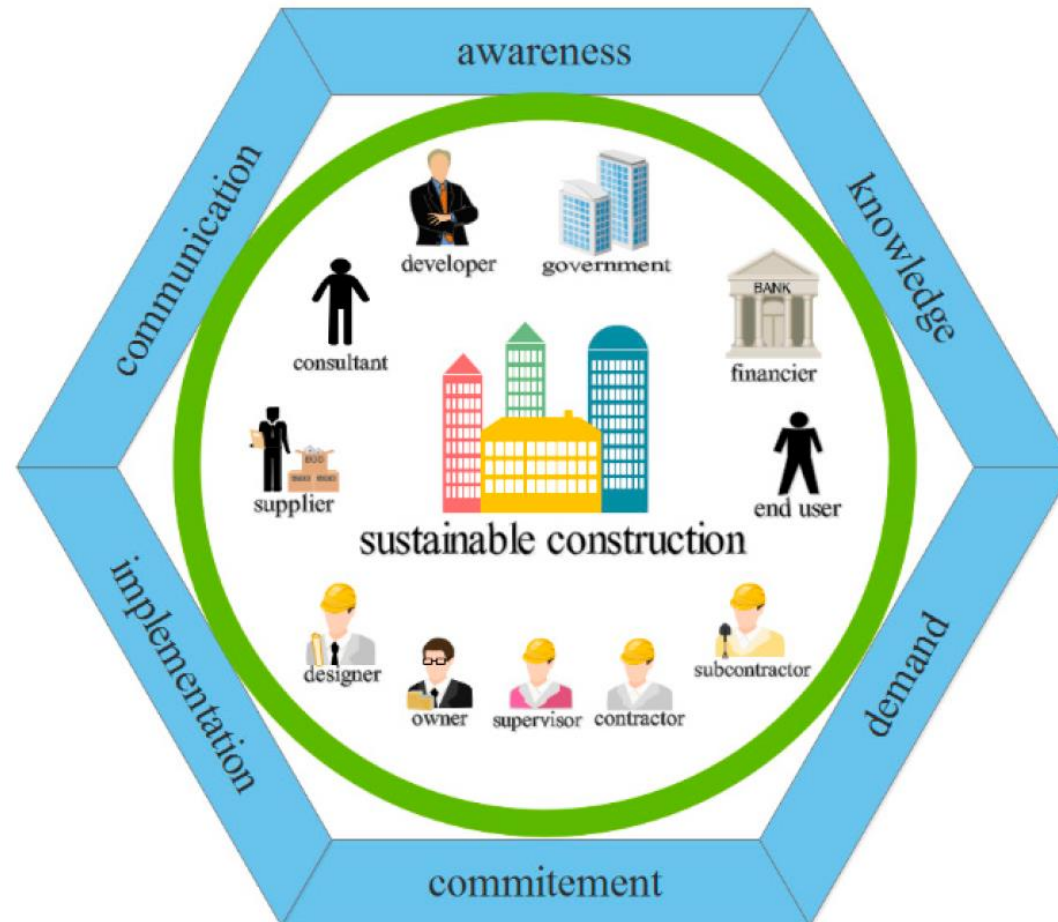 awareness
communication
knowledge
developer
government
consultant
BANK
financier
supplier
end user
sustainable construction
implementation
demand
designer
owner
supervisor
contractor
subcontractor
commitement